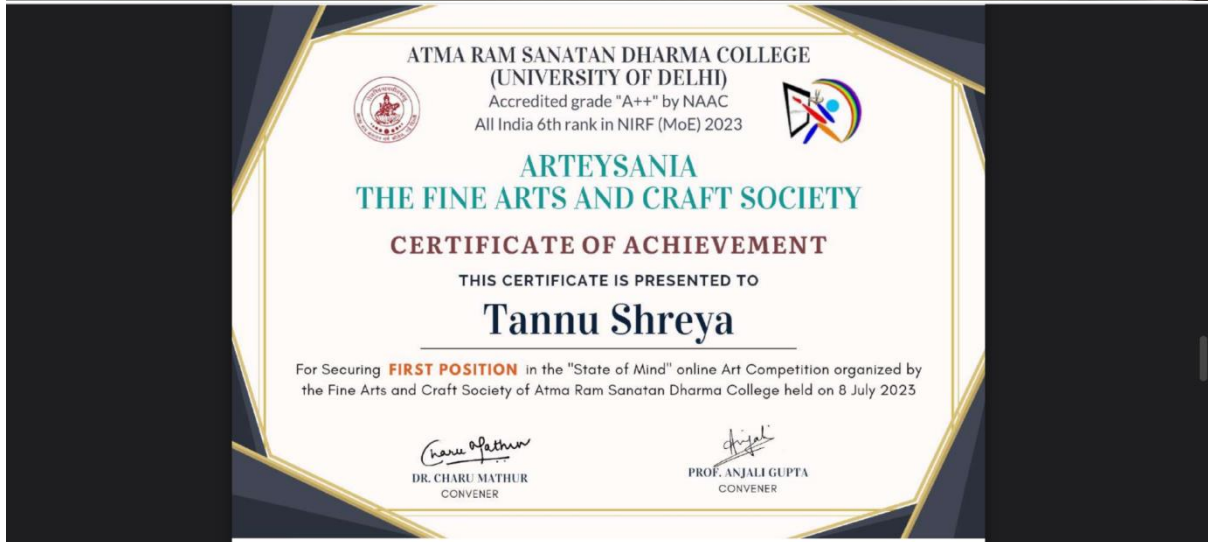 ATMA RAM SANATAN DHARMA COLLEGE
(UNIVERSITY OF DELHI)
Accredited grade "A++" by NAAC
All India 6th rank in NIRF (MoE) 2023
ARTEYSANIA
THE FINE ARTS AND CRAFT SOCIETY
CERTIFICATE OF ACHIEVEMENT
THIS CERTIFICATE IS PRESENTED TO
Tannu Shreya
For Securing FIRST POSITION in the "State of Mind" online Art Competition organized by
the Fine Arts and Craft Society of Atma Ram Sanatan Dharma College held on 8 July 2023
Charu Mathur
Anjali
DR. CHARU MATHUR
PROF. ANJALI GUPTA
CONVENER
CONVENER